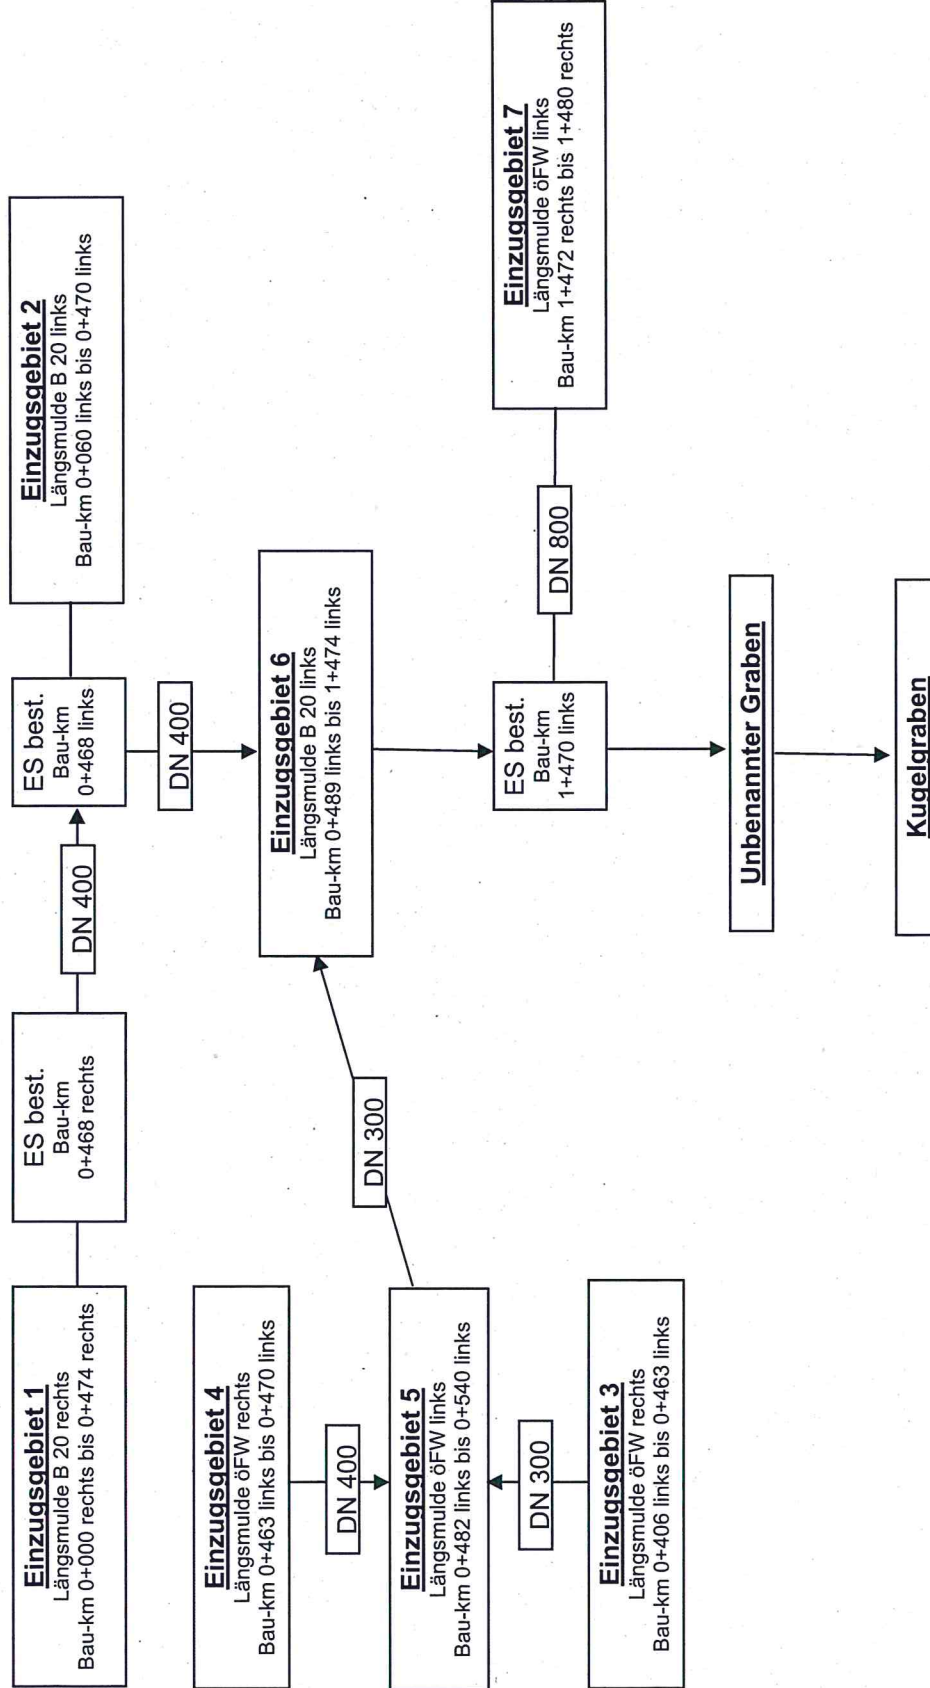 Einzugsgebiet 1
Längsmulde B 20 rechts
Bau-km 0+000 rechts bis 0+474 rechts
ES best.
Bau-km
0+468 rechts
DN 400
ES best.
Bau-km
0+468 links
Einzugsgebiet 2
Längsmulde B 20 links
Bau-km 0+060 links bis 0+470 links
DN 400
Einzugsgebiet 4
Längsmulde öFW rechts
Bau-km 0+463 links bis 0+470 links
DN 400
Einzugsgebiet 5
Längsmulde öFW links
Bau-km 0+482 links bis 0+540 links
DN 300
Einzugsgebiet 3
Längsmulde öFW rechts
Bau-km 0+406 links bis 0+463 links
DN 300
Einzugsgebiet 6
Längsmulde B 20 links
Bau-km 0+489 links bis 1+474 links
ES best.
Bau-km
1+470 links
DN 800
Einzugsgebiet 7
Längsmulde öFW links
Bau-km 1+472 rechts bis 1+480 rechts
Unbenannter Graben
Kugelgraben